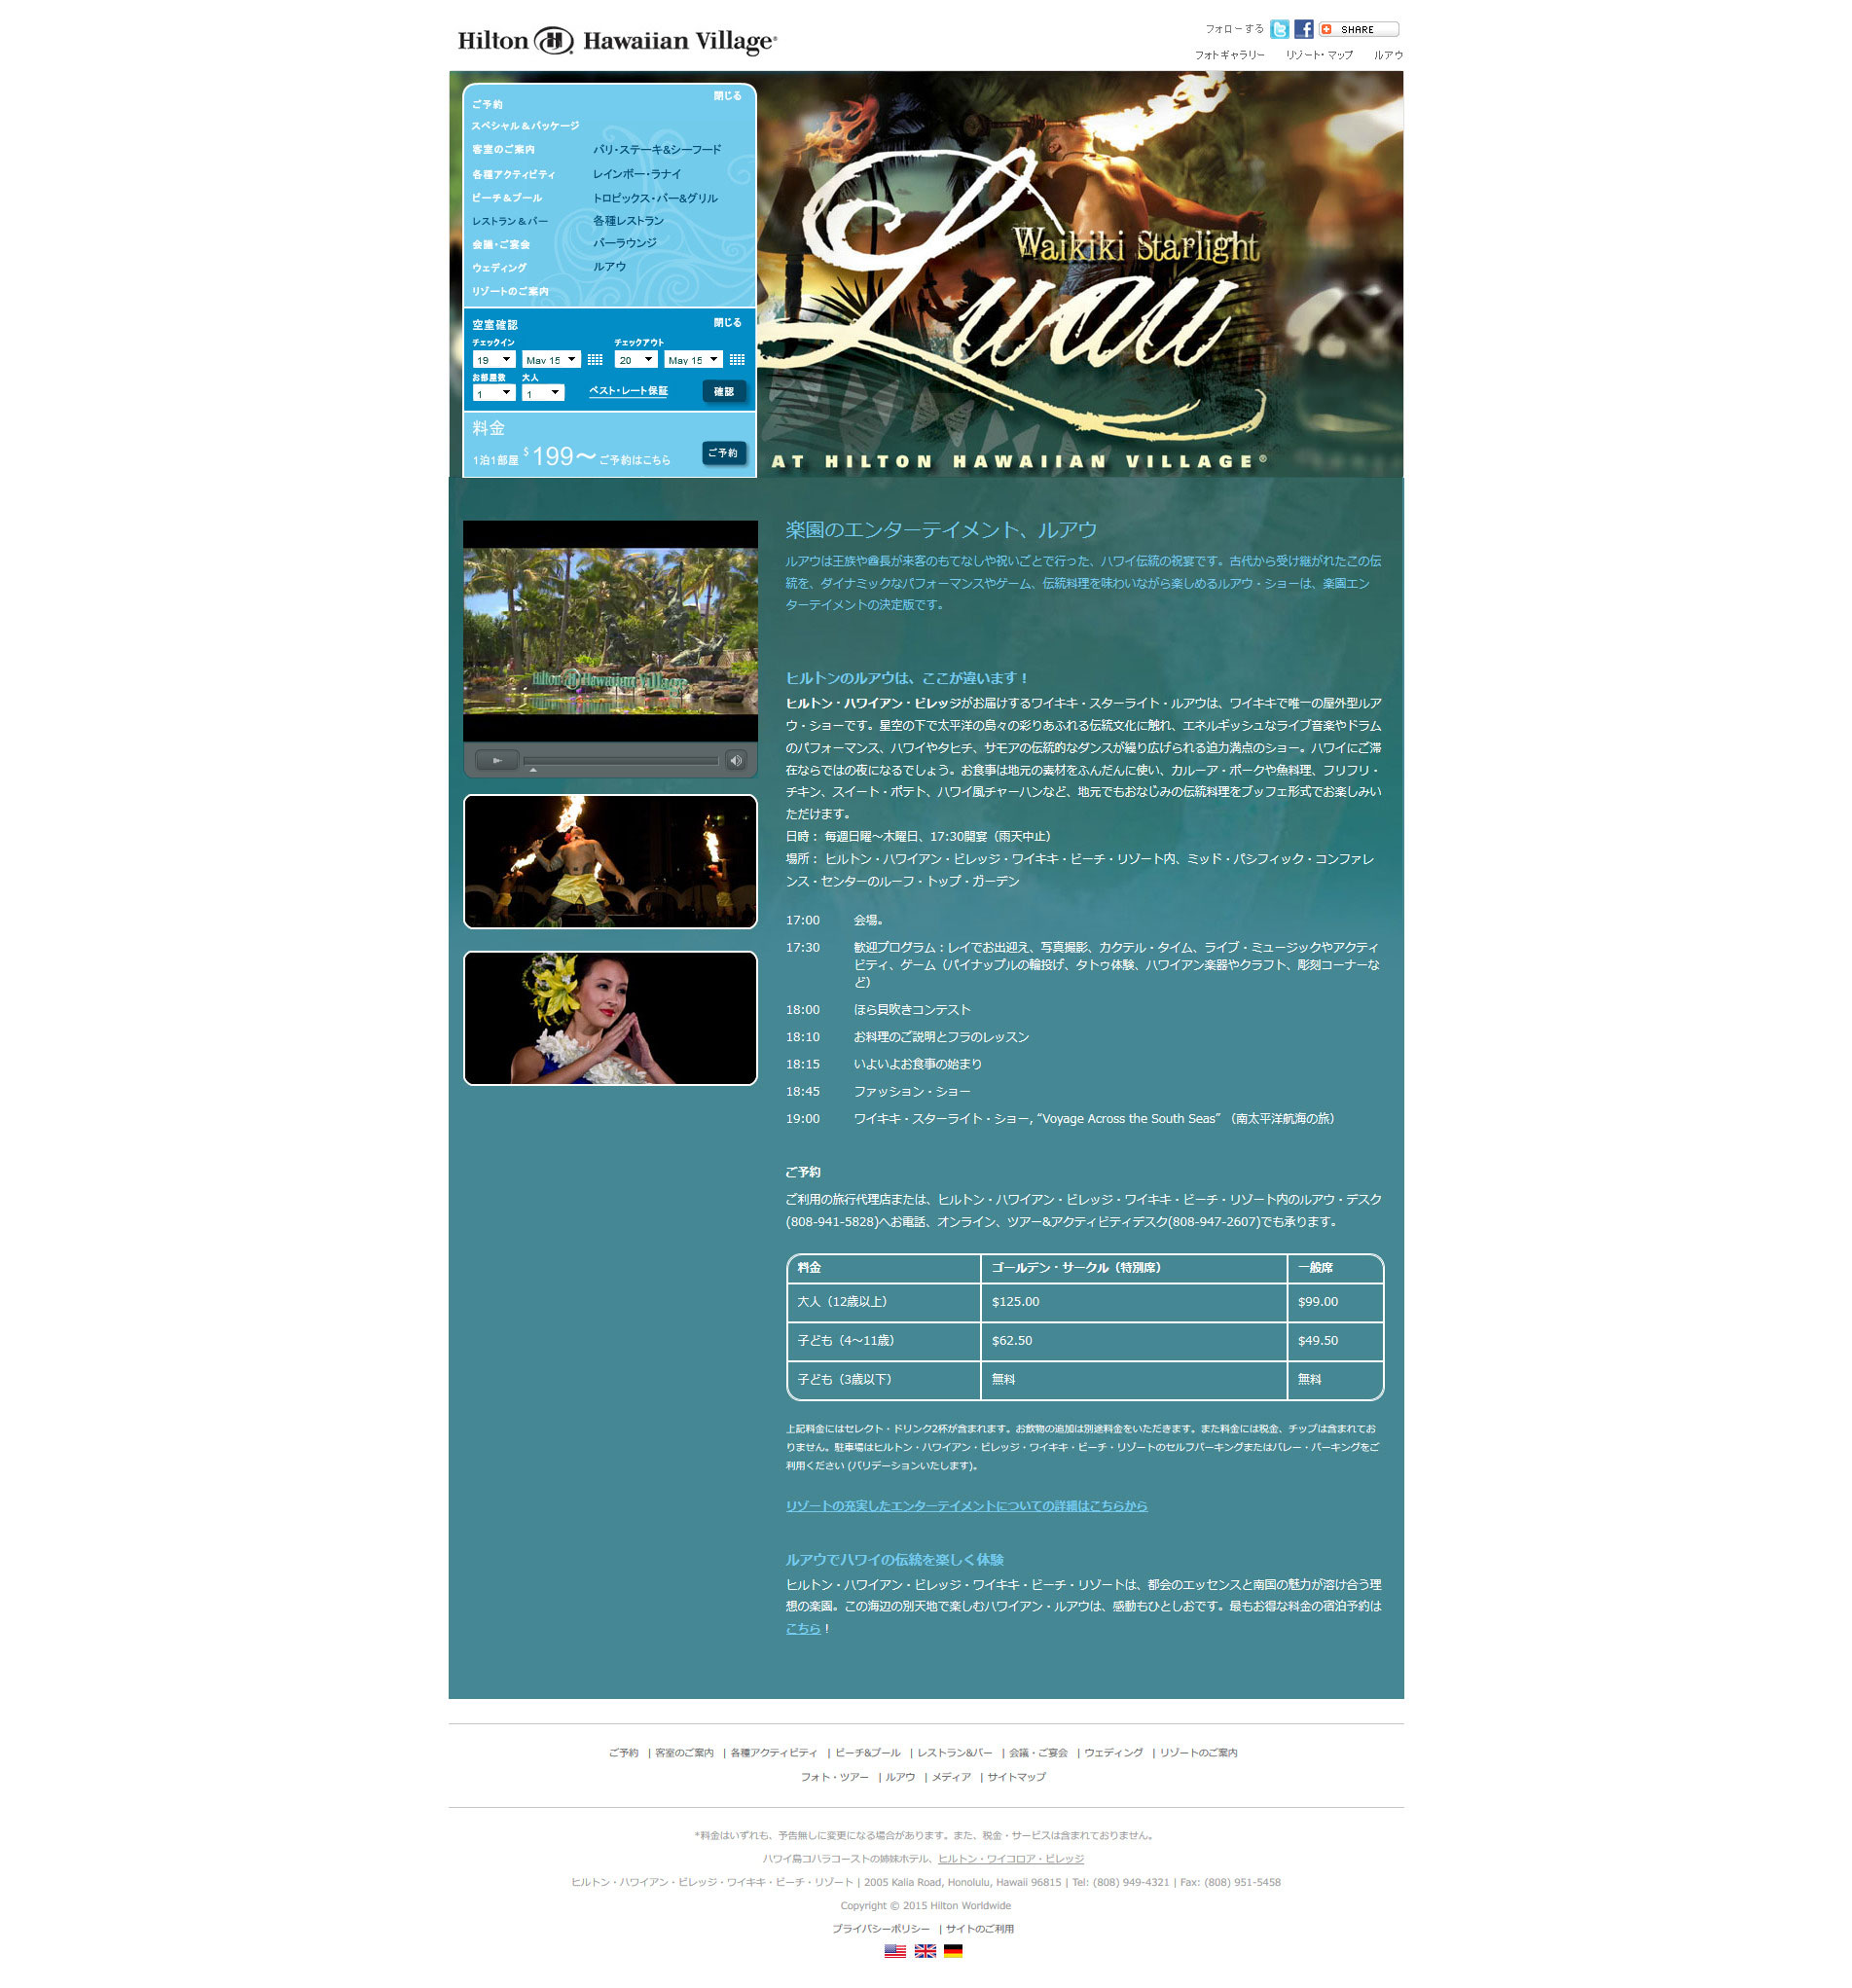 Hilton Hawaiian Village®
フォローする SHARE
フォトギャラリー リゾート・マップ ルアウ
閉じる
ご予約
スペシャル&パッケージ
客室のご案内 バリ・ステーキ&シーフード
各種アクティビティ レインボー・ラナイ
ビーチ&プール トロピックス・バー&グリル
レストラン&バー 各種レストラン
会議・ご宴会 バーラウンジ
ウェディング ルアウ
リゾートのご案内
Waikiki Starlight
Luau
AT HILTON HAWAIIAN VILLAGE®
空室確認 閉じる
チェックイン チェックアウト
19 May 15 20 May 15
お部屋数 大人
1 1 ベスト・レート保証 確認
料金
1泊1部屋 $199〜ご予約はこちら ご予約
楽園のエンターテイメント、ルアウ
ルアウは王族や酋長が来客のもてなしや祝いごとで行った、ハワイ伝統の祝宴です。古代から受け継がれたこの伝
統を、ダイナミックなパフォーマンスやゲーム、伝統料理を味わいながら楽しめるルアウ・ショーは、楽園エン
ターテイメントの決定版です。
Hilton Hawaiian Village
ヒルトンのルアウは、ここが違います！
ヒルトン・ハワイアン・ビレッジがお届けするワイキキ・スターライト・ルアウは、ワイキキで唯一の屋外型ルア
ウ・ショーです。星空の下で太平洋の島々の彩りあふれる伝統文化に触れ、エネルギッシュなライブ音楽やドラム
のパフォーマンス、ハワイやタヒチ、サモアの伝統的なダンスが繰り広げられる迫力満点のショー。ハワイにご滞
在ならではの夜になるでしょう。お食事は地元の素材をふんだんに使い、カルーア・ポークや魚料理、フリフリ・
チキン、スイート・ポテト、ハワイ風チャーハンなど、地元でもおなじみの伝統料理をブッフェ形式でお楽しみい
ただけます。
日時： 毎週日曜～木曜日、17:30開宴（雨天中止）
場所： ヒルトン・ハワイアン・ビレッジ・ワイキキ・ビーチ・リゾート内、ミッド・パシフィック・コンファレ
ンス・センターのルーフ・トップ・ガーデン
17:00 会場。
17:30 歓迎プログラム：レイでお出迎え、写真撮影、カクテル・タイム、ライブ・ミュージックやアクティ
ビティ、ゲーム（パイナップルの輪投げ、タトゥ体験、ハワイアン楽器やクラフト、彫刻コーナーな
ど）
18:00 ほら貝吹きコンテスト
18:10 お料理のご説明とフラのレッスン
18:15 いよいよお食事の始まり
18:45 ファッション・ショー
19:00 ワイキキ・スターライト・ショー, “Voyage Across the South Seas” （南太平洋航海の旅）
ご予約
ご利用の旅行代理店または、ヒルトン・ハワイアン・ビレッジ・ワイキキ・ビーチ・リゾート内のルアウ・デスク
(808-941-5828)へお電話、オンライン、ツアー&アクティビティデスク(808-947-2607)でも承ります。
料金 ゴールデン・サークル（特別席） 一般席
大人（12歳以上） $125.00 $99.00
子ども（4～11歳） $62.50 $49.50
子ども（3歳以下） 無料 無料
上記料金にはセレクト・ドリンク2杯が含まれます。お飲物の追加は別途料金をいただきます。また料金には税金、チップは含まれてお
りません。駐車場はヒルトン・ハワイアン・ビレッジ・ワイキキ・ビーチ・リゾートのセルフパーキングまたはバレー・パーキングをご
利用ください (バリデーションいたします)。
リゾートの充実したエンターテイメントについての詳細はこちらから
ルアウでハワイの伝統を楽しく体験
ヒルトン・ハワイアン・ビレッジ・ワイキキ・ビーチ・リゾートは、都会のエッセンスと南国の魅力が溶け合う理
想の楽園。この海辺の別天地で楽しむハワイアン・ルアウは、感動もひとしおです。最もお得な料金の宿泊予約は
こちら！
ご予約 | 客室のご案内 | 各種アクティビティ | ビーチ&プール | レストラン&バー | 会議・ご宴会 | ウェディング | リゾートのご案内
フォト・ツアー | ルアウ | メディア | サイトマップ
*料金はいずれも、予告無しに変更になる場合があります。また、税金・サービスは含まれておりません。
ハワイ島コハラコーストの姉妹ホテル、ヒルトン・ワイコロア・ビレッジ
ヒルトン・ハワイアン・ビレッジ・ワイキキ・ビーチ・リゾート | 2005 Kalia Road, Honolulu, Hawaii 96815 | Tel: (808) 949-4321 | Fax: (808) 951-5458
Copyright © 2015 Hilton Worldwide
プライバシーポリシー | サイトのご利用